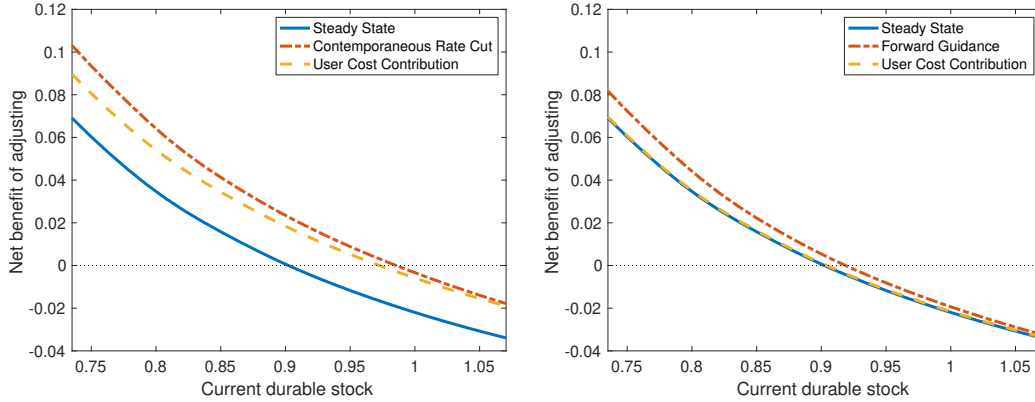 0.12
0.1
0.08
0.06
0.04
0.02
0
-0.02
-0.04
Net benefit of adjusting
Steady State
Contemporaneous Rate Cut
User Cost Contribution
0.75 0.8 0.85 0.9 0.95 1 1.05
Current durable stock
0.12
0.1
0.08
0.06
0.04
0.02
0
-0.02
-0.04
Net benefit of adjusting
Steady State
Forward Guidance
User Cost Contribution
0.75 0.8 0.85 0.9 0.95 1 1.05
Current durable stock